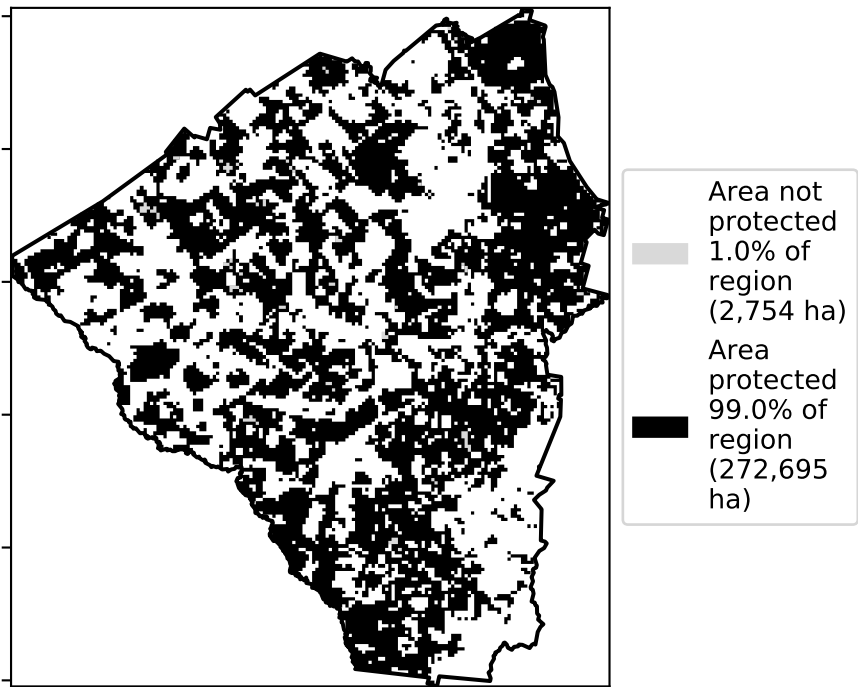 Area not
protected
1.0% of
region
(2,754 ha)
Area
protected
99.0% of
region
(272,695
ha)